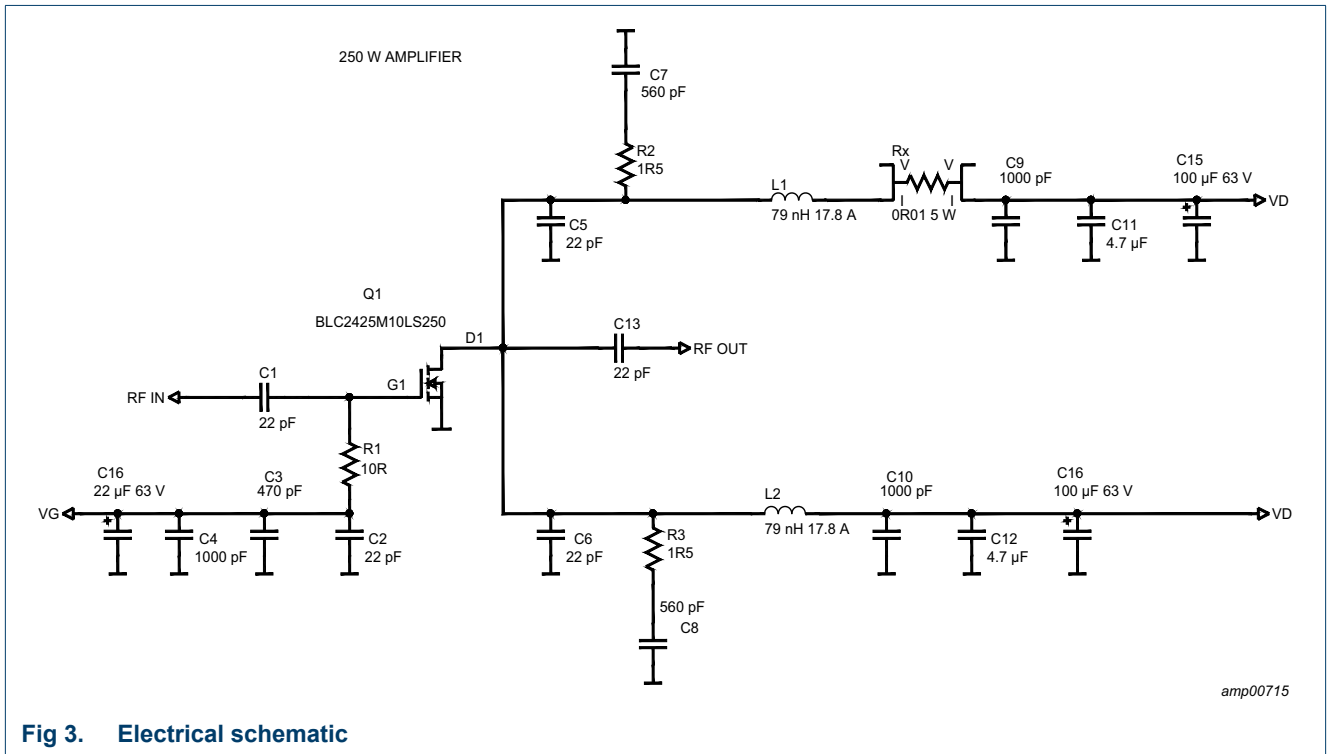 250 W AMPLIFIER
C7
560 pF
R2
1R5
C5
22 pF
L1
79 nH 17.8 A
Rx
V V
I I
0R01 5 W
C9
1000 pF
C11
4.7 µF
C15
100 µF 63 V
VD
Q1
BLC2425M10LS250
D1
G1
C13
22 pF
RF OUT
RF IN
C1
22 pF
R1
10R
VG
C16
22 µF 63 V
C4
1000 pF
C3
470 pF
C2
22 pF
C6
22 pF
R3
1R5
560 pF
C8
L2
79 nH 17.8 A
C10
1000 pF
C12
4.7 µF
C16
100 µF 63 V
VD
amp00715
Fig 3. Electrical schematic